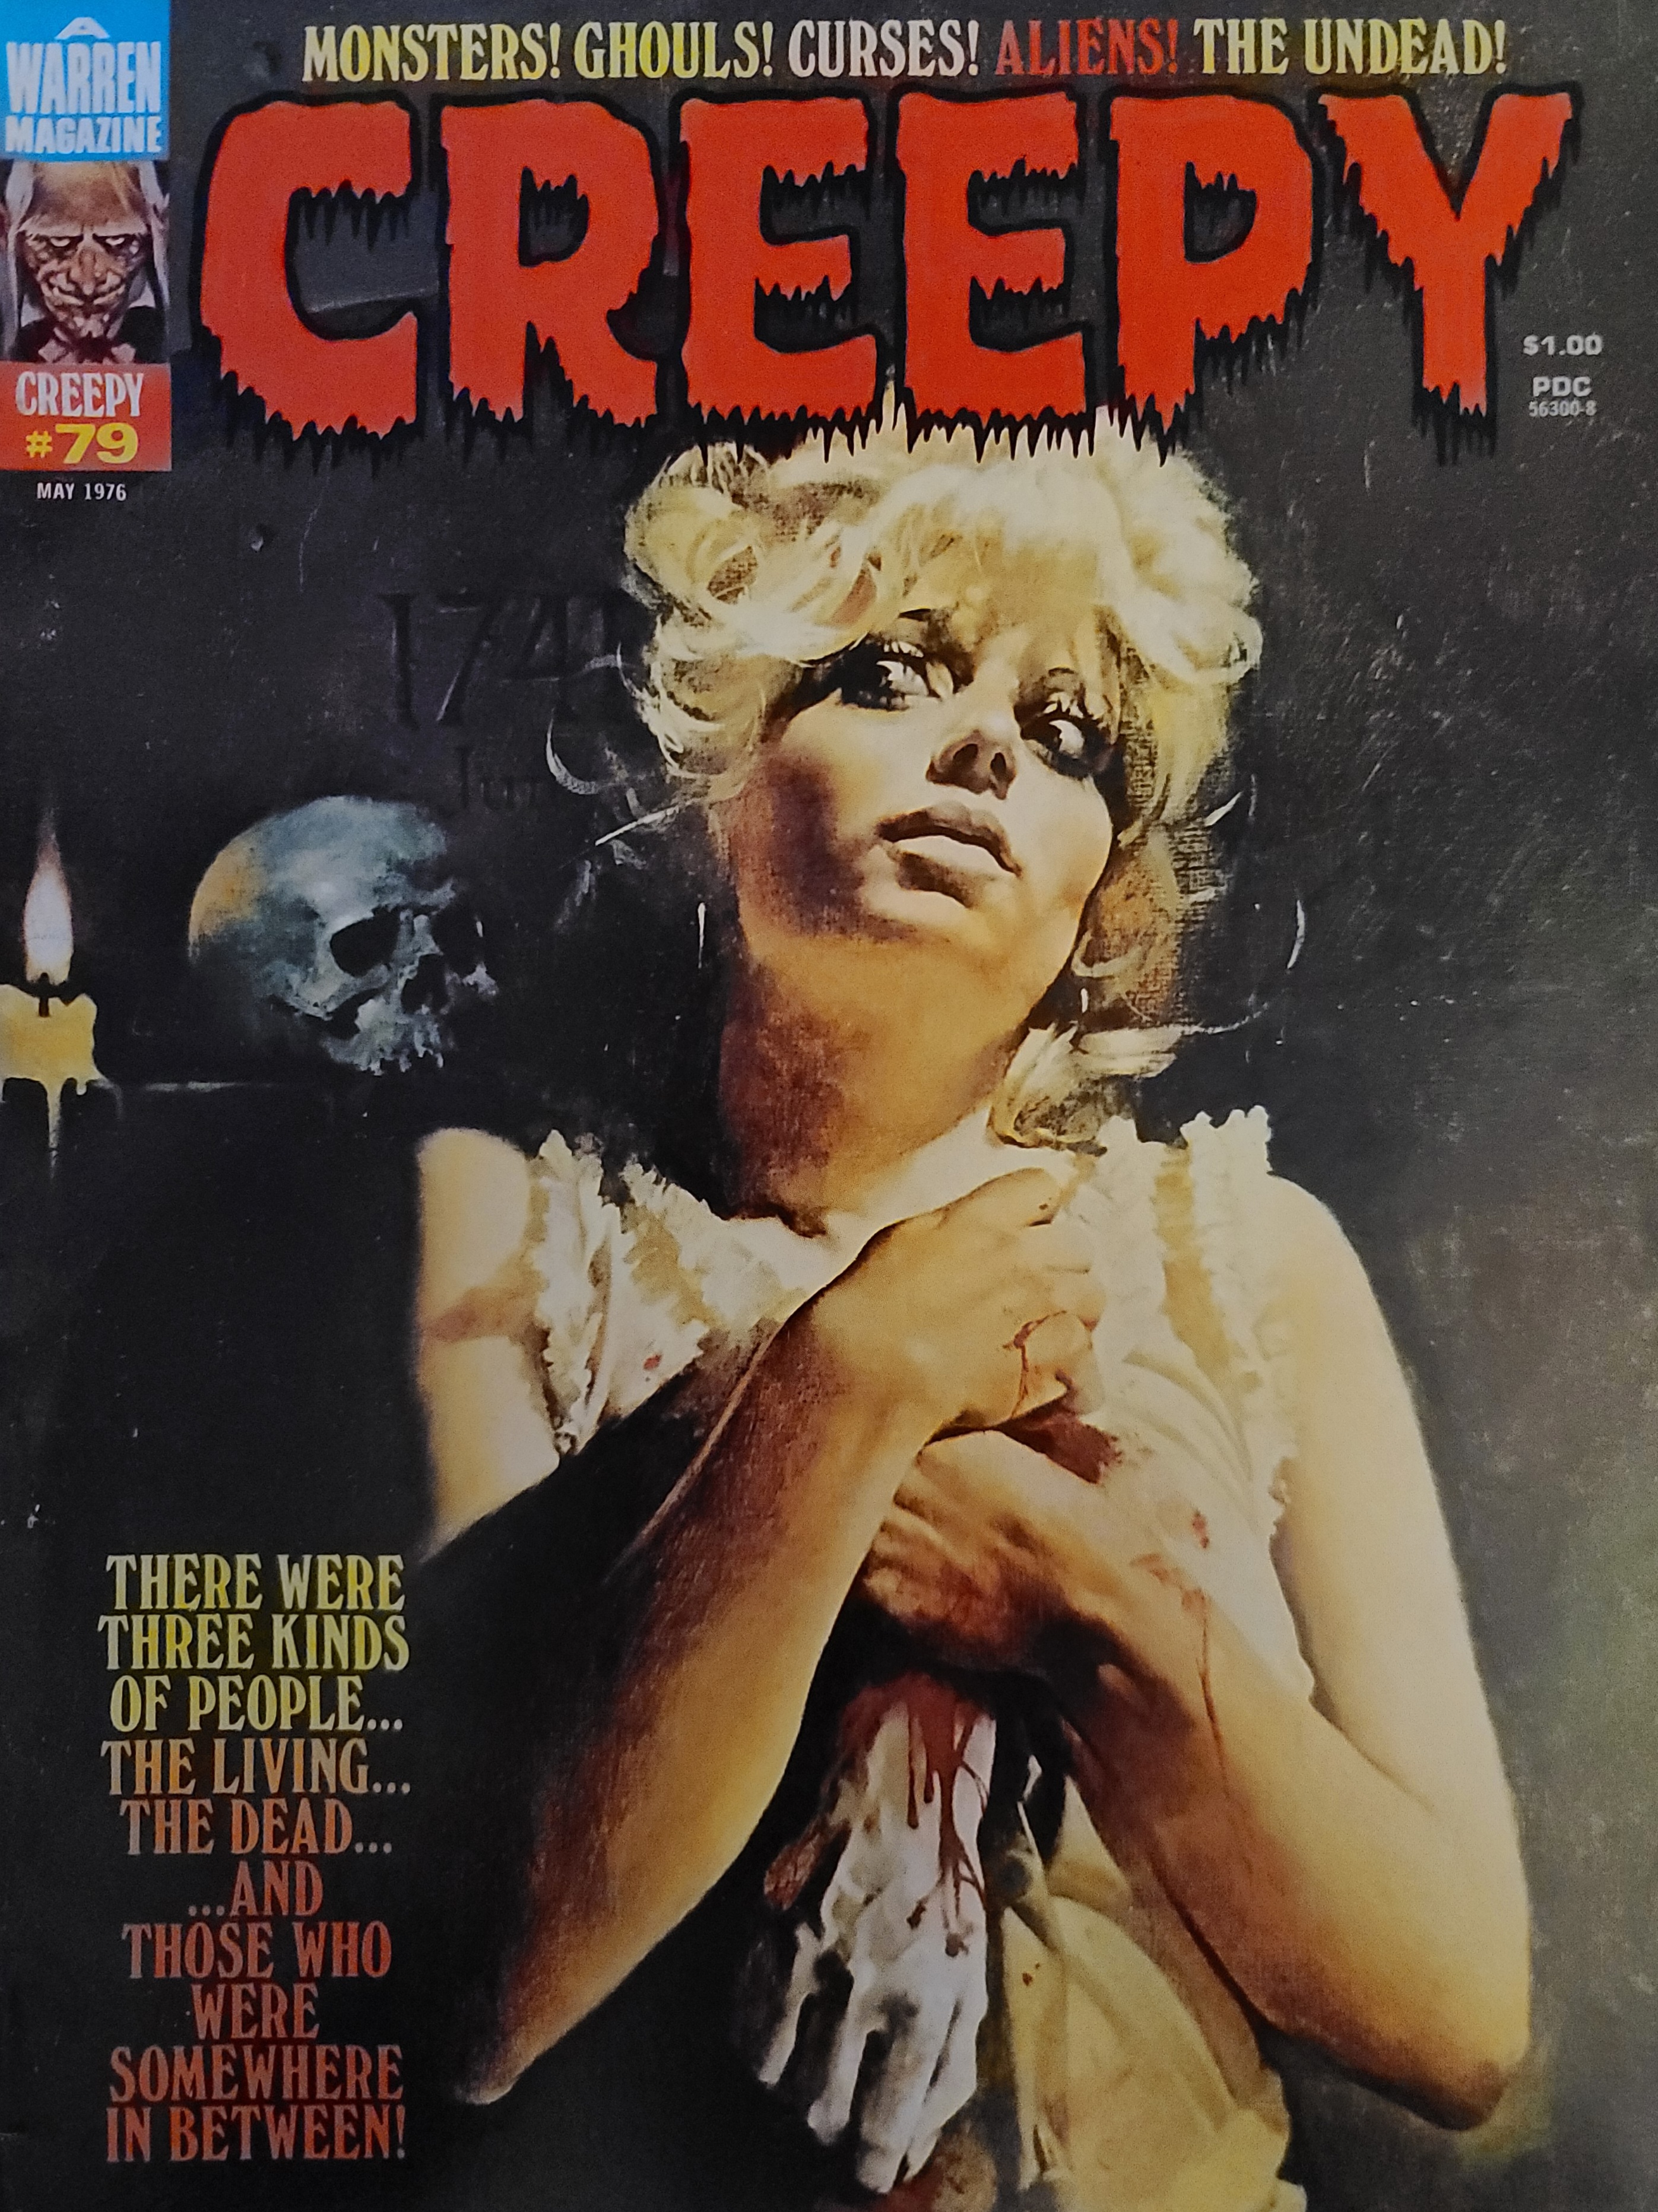 A
WARREN
MAGAZINE
MONSTERS! GHOULS! CURSES! ALIENS! THE UNDEAD!
CREEPY
CREEPY
#79
MAY 1976
$1.00
PDC
56300-8
1741
THERE WERE
THREE KINDS
OF PEOPLE...
THE LIVING...
THE DEAD...
...AND
THOSE WHO
WERE
SOMEWHERE
IN BETWEEN!